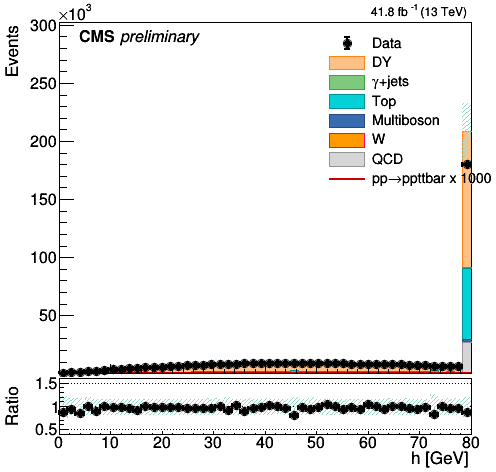 ×10³
41.8 fb⁻¹ (13 TeV)
CMS preliminary
Events
300
250
200
150
100
50
Data
DY
γ+jets
Top
Multiboson
W
QCD
pp→ppttbar x 1000
Ratio
1.5
1
0.5
0 10 20 30 40 50 60 70 80
h [GeV]